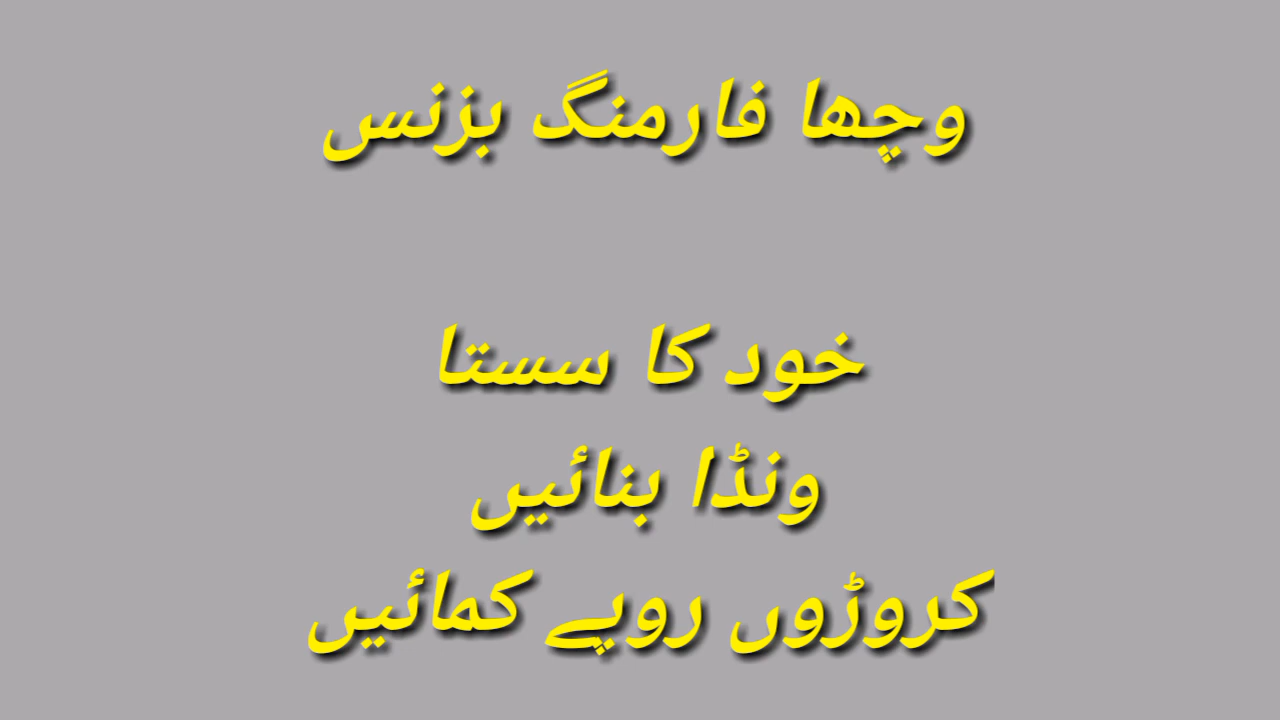 وچھا فارمنگ بزنس
خود کا سستا
ونڈا بنائیں
کروڑوں روپے کمائیں